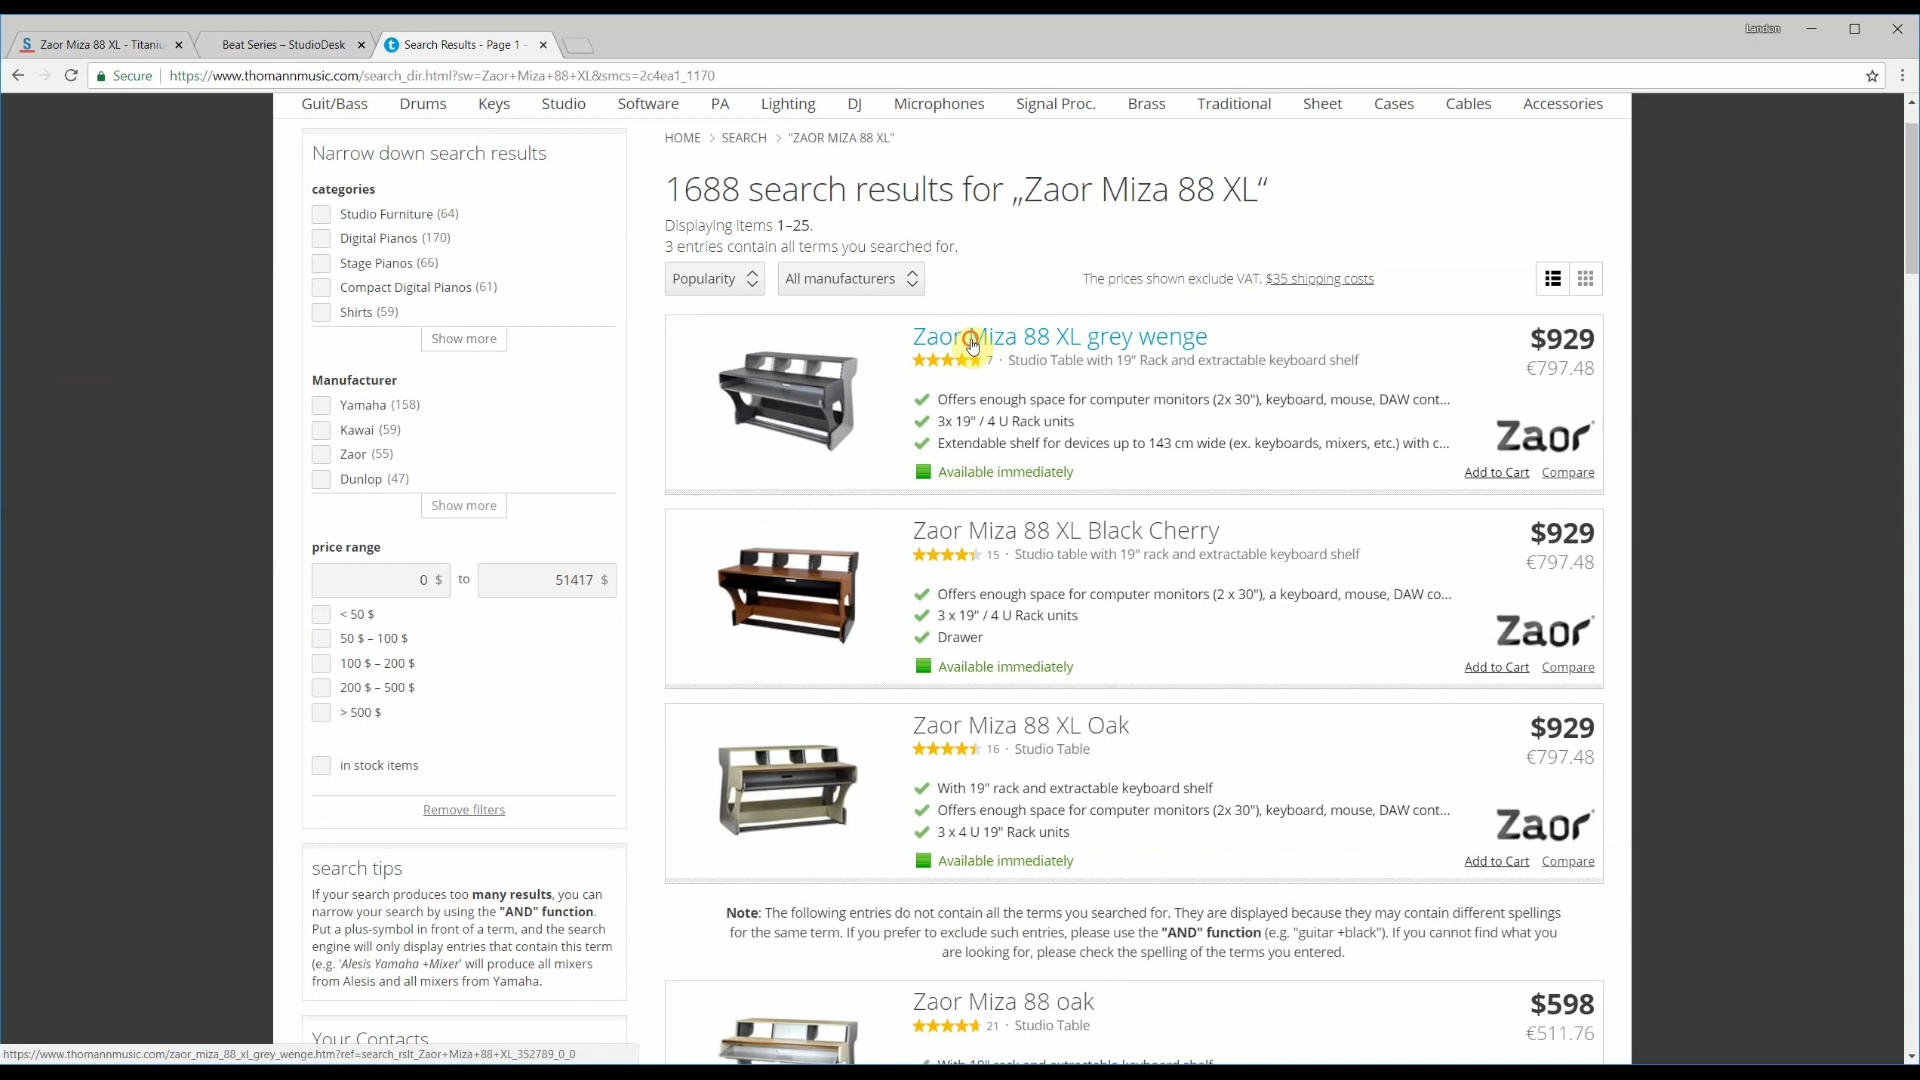 Landon
Zaor Miza 88 XL - Titaniu
Beat Series – StudioDesk
Search Results - Page 1 -
Secure
https://www.thomannmusic.com/search_dir.html?sw=Zaor+Miza+88+XL&smcs=2c4ea1_1170
Guit/Bass Drums Keys Studio Software PA Lighting DJ Microphones Signal Proc. Brass Traditional Sheet Cases Cables Accessories
Narrow down search results
categories
Studio Furniture (64)
Digital Pianos (170)
Stage Pianos (66)
Compact Digital Pianos (61)
Shirts (59)
Show more
Manufacturer
Yamaha (158)
Kawai (59)
Zaor (55)
Dunlop (47)
Show more
price range
0 $ to 51417 $
< 50 $
50 $ – 100 $
100 $ – 200 $
200 $ – 500 $
> 500 $
in stock items
Remove filters
search tips
If your search produces too many results, you can
narrow your search by using the "AND" function.
Put a plus-symbol in front of a term, and the search
engine will only display entries that contain this term
(e.g. 'Alesis Yamaha +Mixer' will produce all mixers
from Alesis and all mixers from Yamaha.
Your Contacts
HOME > SEARCH > "ZAOR MIZA 88 XL"
1688 search results for „Zaor Miza 88 XL“
Displaying items 1–25.
3 entries contain all terms you searched for.
Popularity
All manufacturers
The prices shown exclude VAT. $35 shipping costs
Zaor Miza 88 XL grey wenge
$929
7 · Studio Table with 19" Rack and extractable keyboard shelf
€797.48
Offers enough space for computer monitors (2x 30"), keyboard, mouse, DAW cont...
3x 19" / 4 U Rack units
Extendable shelf for devices up to 143 cm wide (ex. keyboards, mixers, etc.) with c...
Zaor
Available immediately
Add to Cart Compare
Zaor Miza 88 XL Black Cherry
$929
15 · Studio table with 19" rack and extractable keyboard shelf
€797.48
Offers enough space for computer monitors (2 x 30"), a keyboard, mouse, DAW co...
3 x 19" / 4 U Rack units
Drawer
Zaor
Available immediately
Add to Cart Compare
Zaor Miza 88 XL Oak
$929
16 · Studio Table
€797.48
With 19" rack and extractable keyboard shelf
Offers enough space for computer monitors (2x 30"), keyboard, mouse, DAW cont...
3 x 4 U 19" Rack units
Zaor
Available immediately
Add to Cart Compare
Note: The following entries do not contain all the terms you searched for. They are displayed because they may contain different spellings
for the same term. If you prefer to exclude such entries, please use the "AND" function (e.g. "guitar +black"). If you cannot find what you
are looking for, please check the spelling of the terms you entered.
Zaor Miza 88 oak
$598
21 · Studio Table
€511.76
With 19" rack and extractable keyboard shelf
https://www.thomannmusic.com/zaor_miza_88_xl_grey_wenge.htm?ref=search_rslt_Zaor+Miza+88+XL_352789_0_0